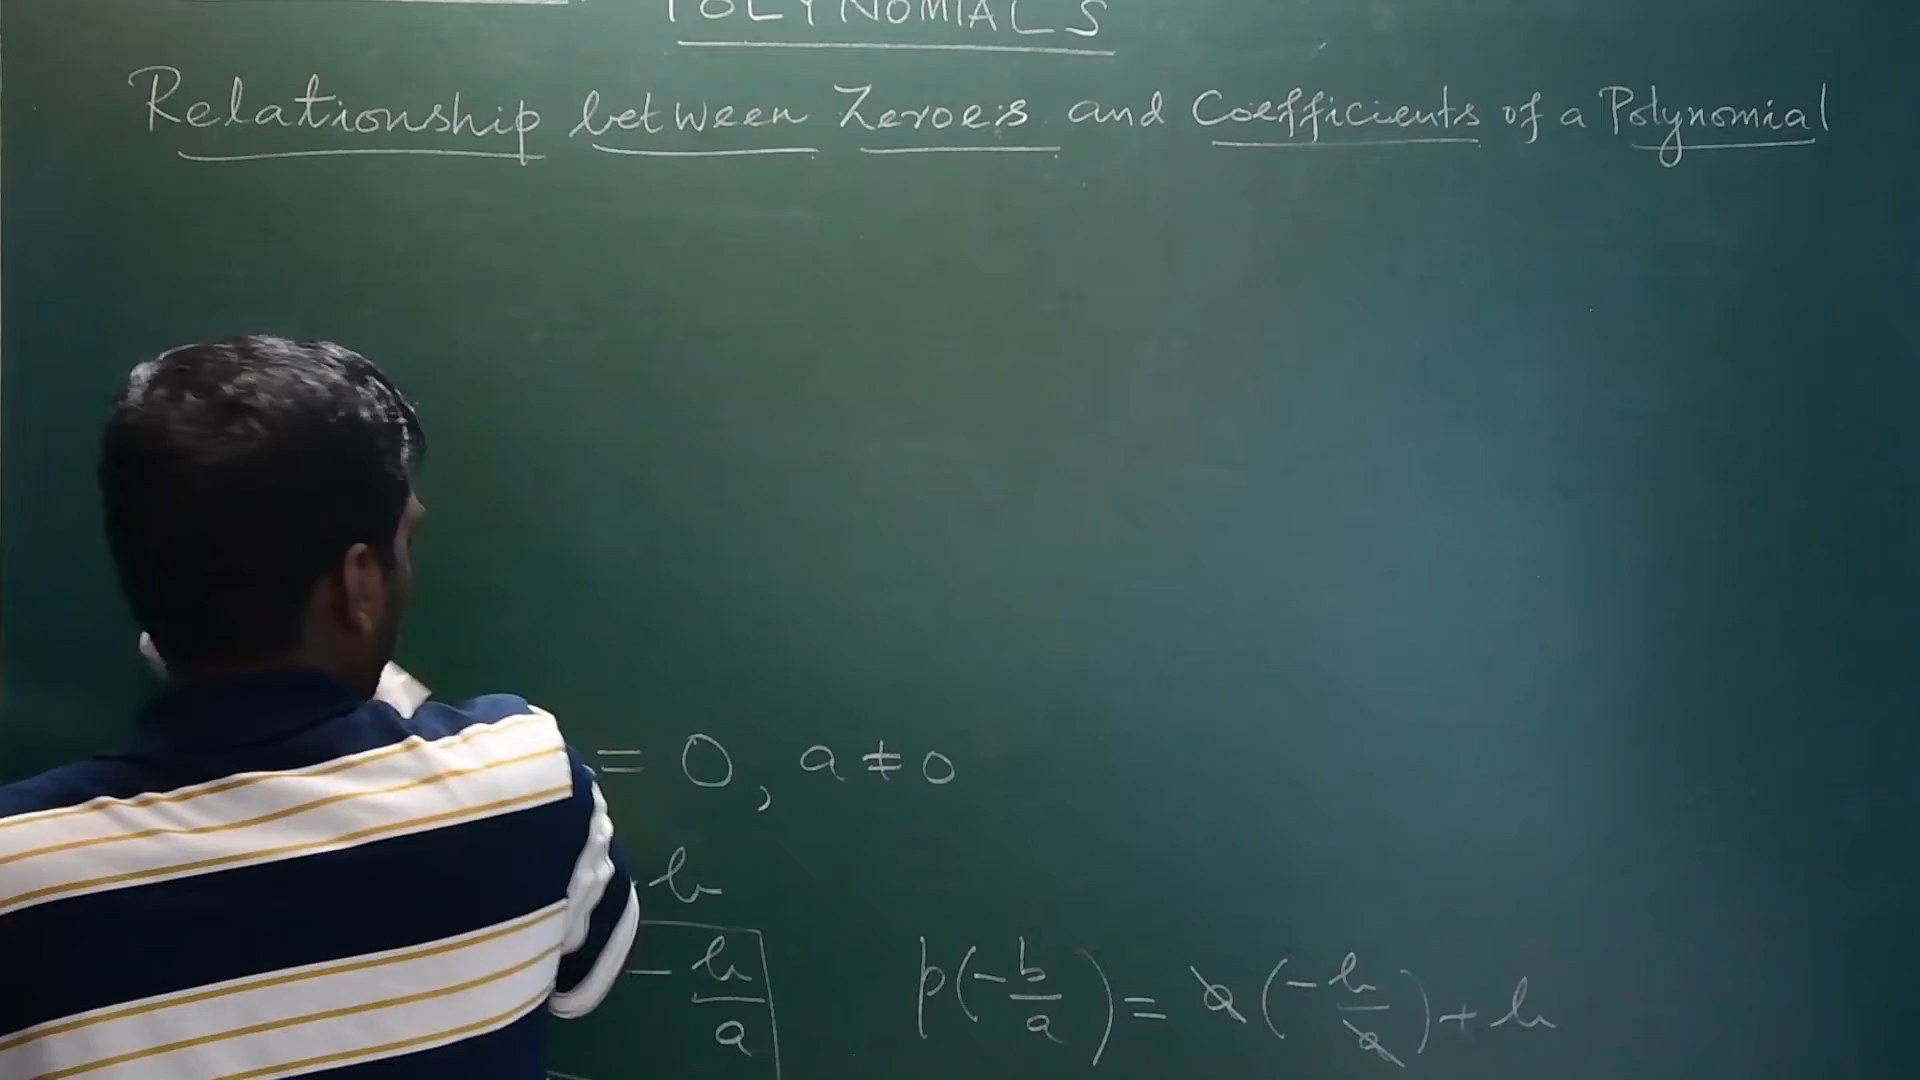 POLYNOMIALS
Relationship between Zeroes and Coefficients of a Polynomial
= 0, a ≠ 0
b
- b/a p(-b/a) = a(-b/a) + b